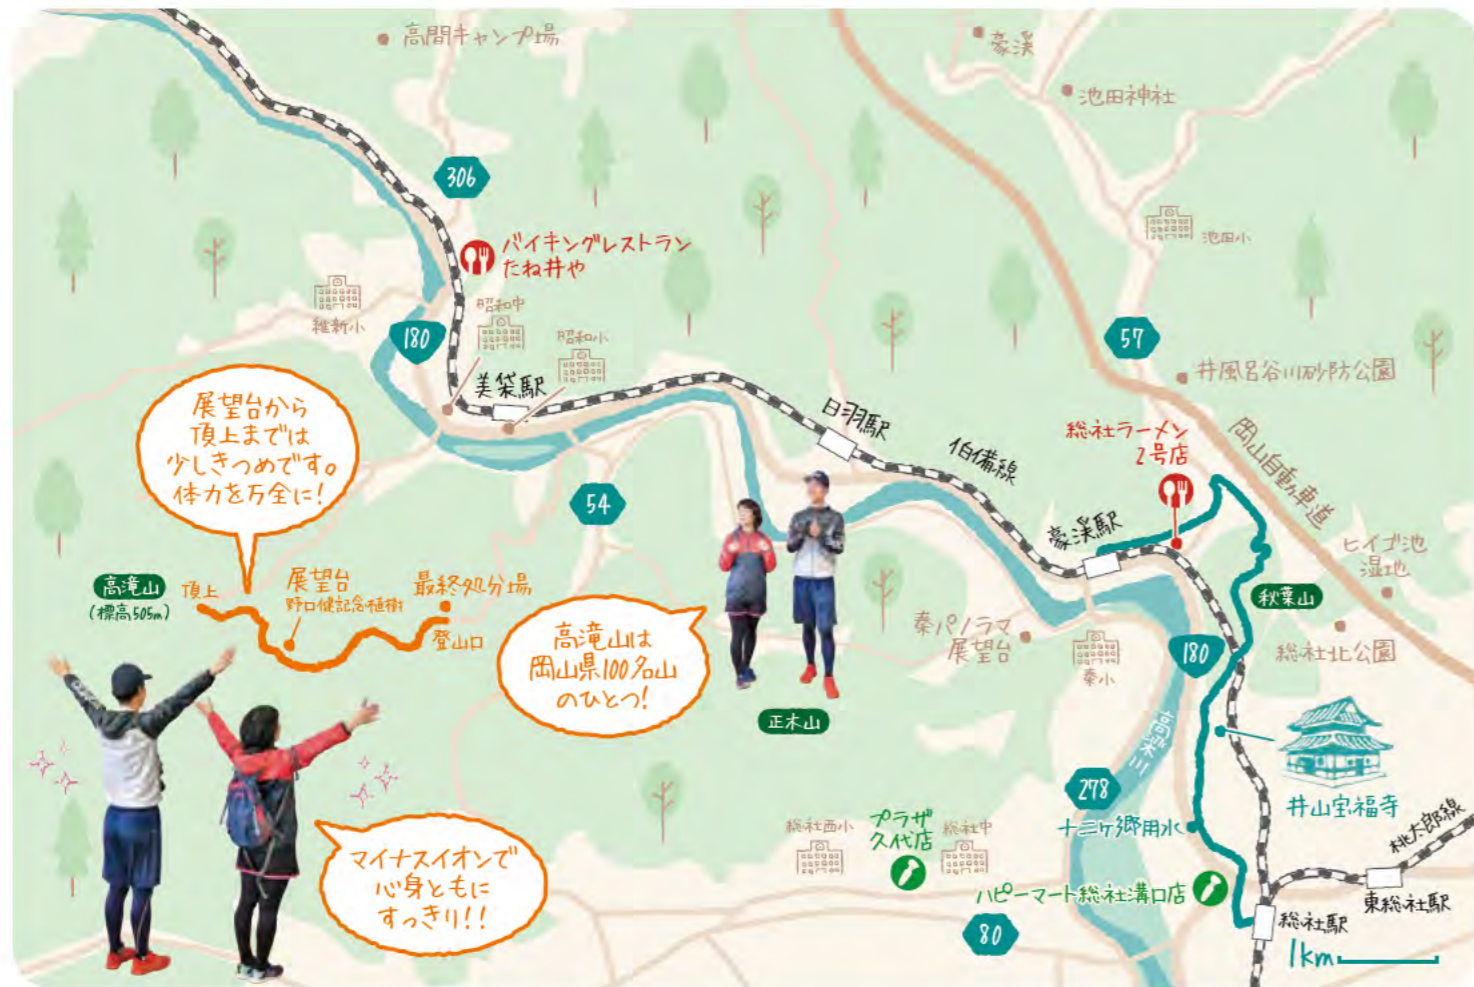 高間キャンプ場
豪渓
池田神社
池田小
306
バイキングレストラン
たね井や
維新小
180
昭和中
昭和小
美袋駅
57
井風呂谷川砂防公園
日羽駅
伯備線
総社ラーメン
2号店
岡山自動車道
展望台から
頂上までは
少しきつめです。
体力を万全に!
54
豪渓駅
ヒイゴ池
湿地
高滝山
(標高505m)
頂上
展望台
野口健記念植樹
最終処分場
登山口
秋葉山
高滝山は
岡山県100名山
のひとつ!
秦パノラマ
展望台
秦小
180
総社北公園
正木山
高梁川
井山宝福寺
278
十二ヶ郷用水
総社西小
プラザ
久代店
総社中
マイナスイオンで
心身ともに
すっきり!!
ハピーマート総社溝口店
桃太郎線
東総社駅
総社駅
80
1km